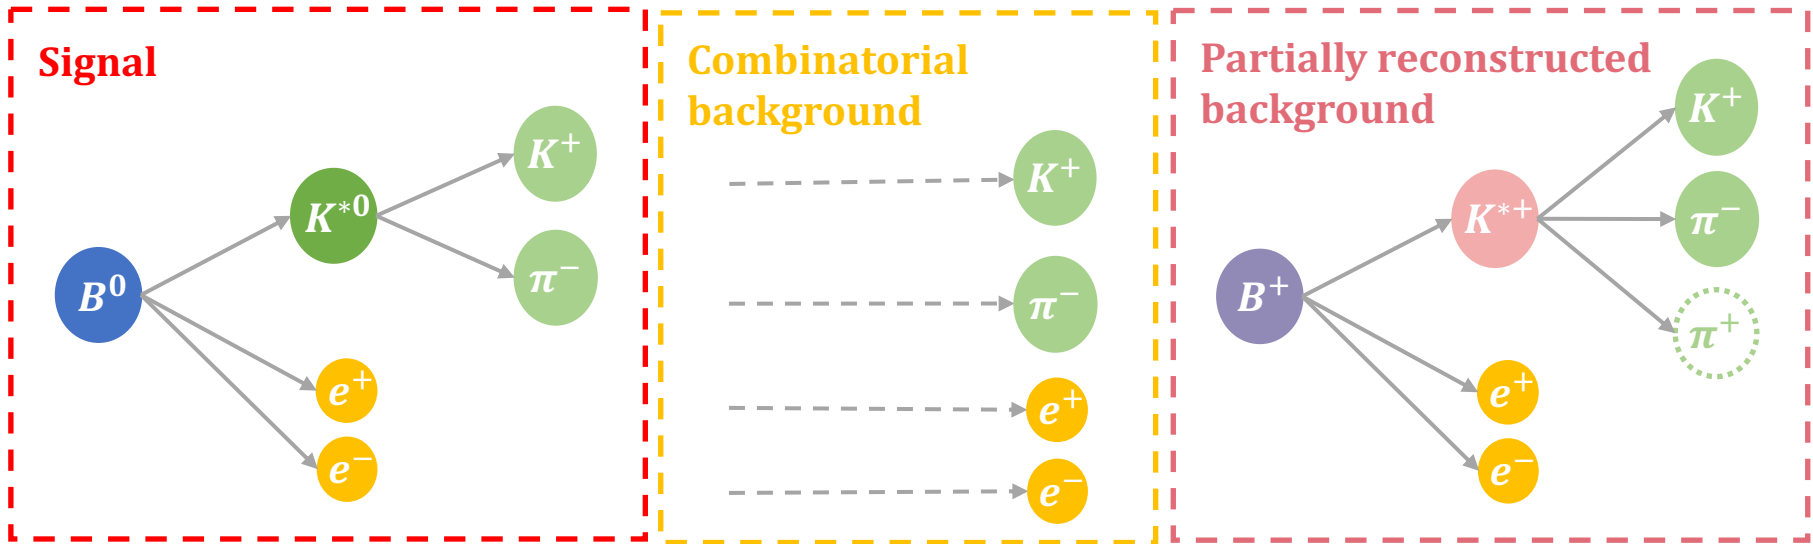 Signal
K⁺
K*⁰
B⁰
π⁻
e⁺
e⁻
Combinatorial
background
K⁺
π⁻
e⁺
e⁻
Partially reconstructed
background
K⁺
K*⁺
π⁻
B⁺
π⁺
e⁺
e⁻